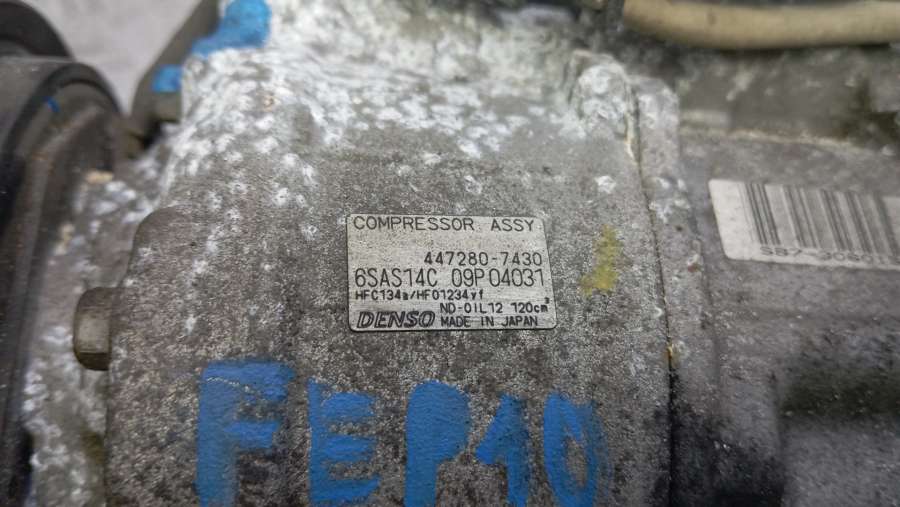 COMPRESSOR ASSY
447280-7430
6SAS14C 09P04031
HFC134a/HFO1234yf
ND-OIL12 120cm³
DENSO MADE IN JAPAN
FEP10